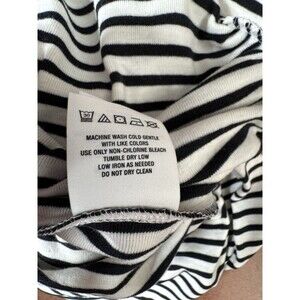 MACHINE WASH COLD GENTLE
WITH LIKE COLORS
USE ONLY NON-CHLORINE BLEACH
TUMBLE DRY LOW
LOW IRON AS NEEDED
DO NOT DRY CLEAN